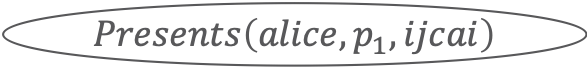 Presents(alice, p₁, ijcai)